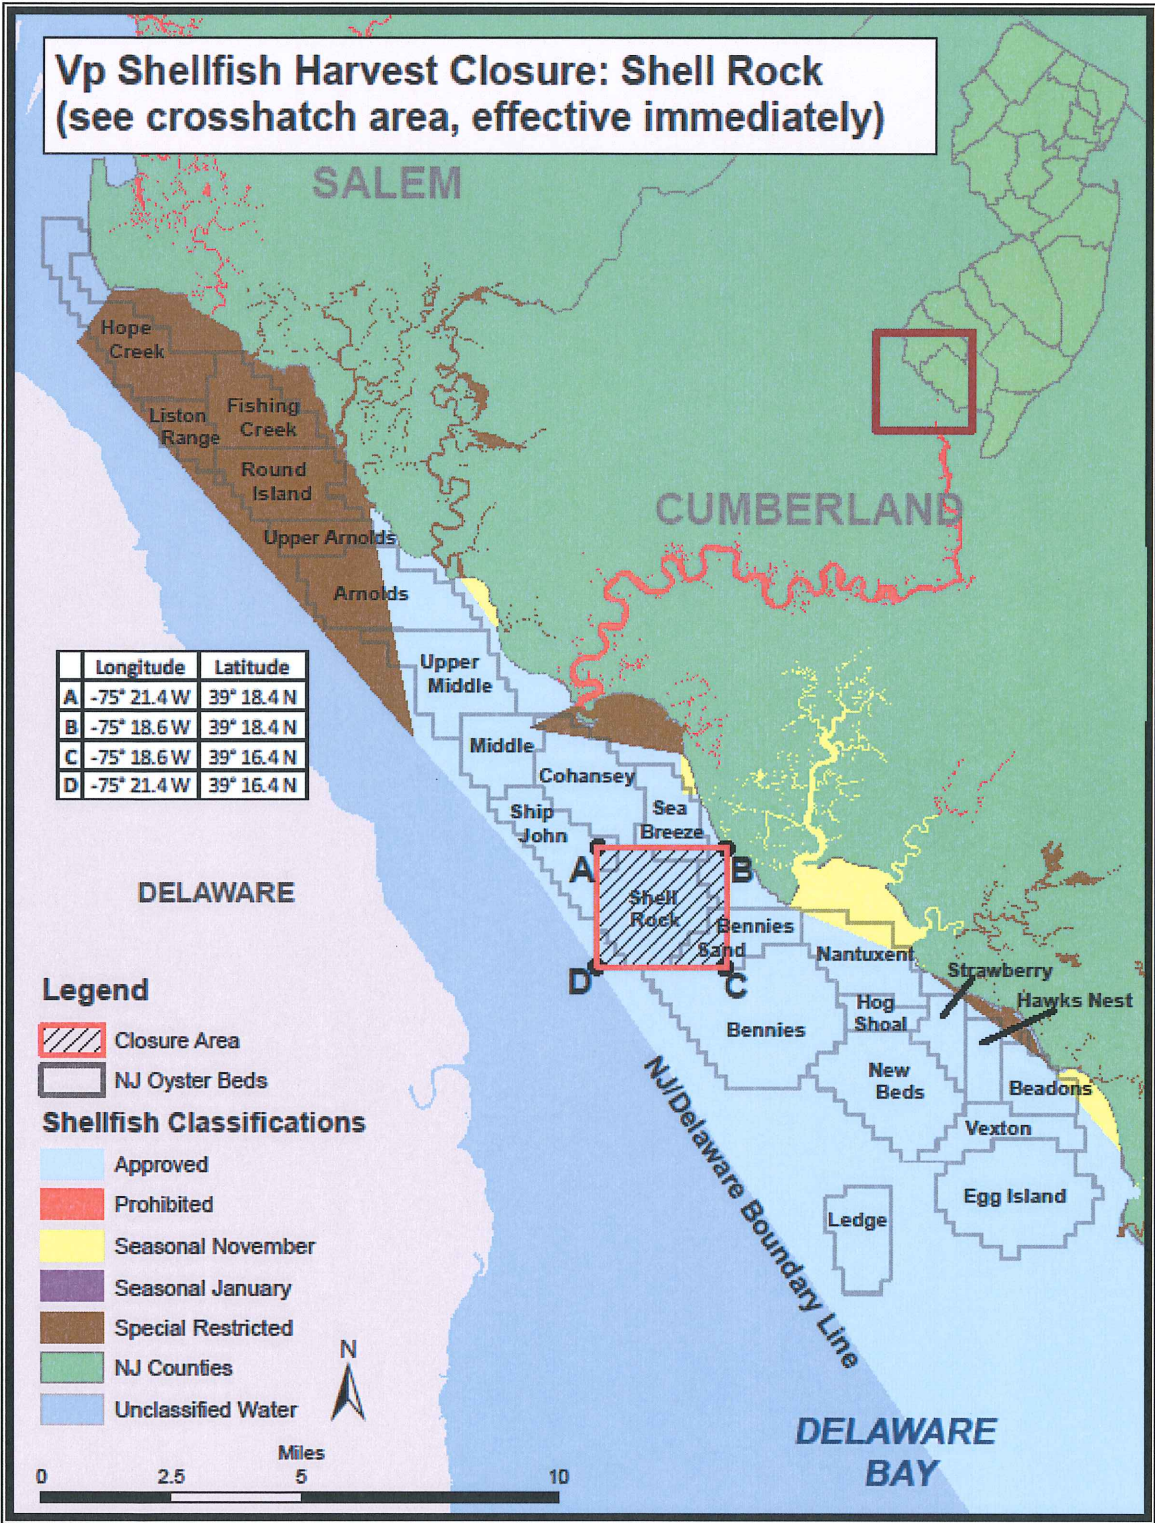 Vp Shellfish Harvest Closure: Shell Rock
(see crosshatch area, effective immediately)
SALEM
Hope
Creek
Liston
Range
Fishing
Creek
Round
Island
Upper Arnolds
Arnolds
CUMBERLAND
Upper
Middle
Middle
Cohansey
Ship
John
Sea
Breeze
A
B
Shell
Rock
Bennies
Sand
D
C
Nantuxent
Strawberry
Hawks Nest
Hog
Shoal
Bennies
New
Beds
Beadons
Vexton
Egg Island
Ledge
NJ/Delaware Boundary Line
DELAWARE
BAY
Longitude Latitude
A -75° 21.4 W 39° 18.4 N
B -75° 18.6 W 39° 18.4 N
C -75° 18.6 W 39° 16.4 N
D -75° 21.4 W 39° 16.4 N
DELAWARE
Legend
Closure Area
NJ Oyster Beds
Shellfish Classifications
Approved
Prohibited
Seasonal November
Seasonal January
Special Restricted
NJ Counties
Unclassified Water
N
Miles
0 2.5 5 10